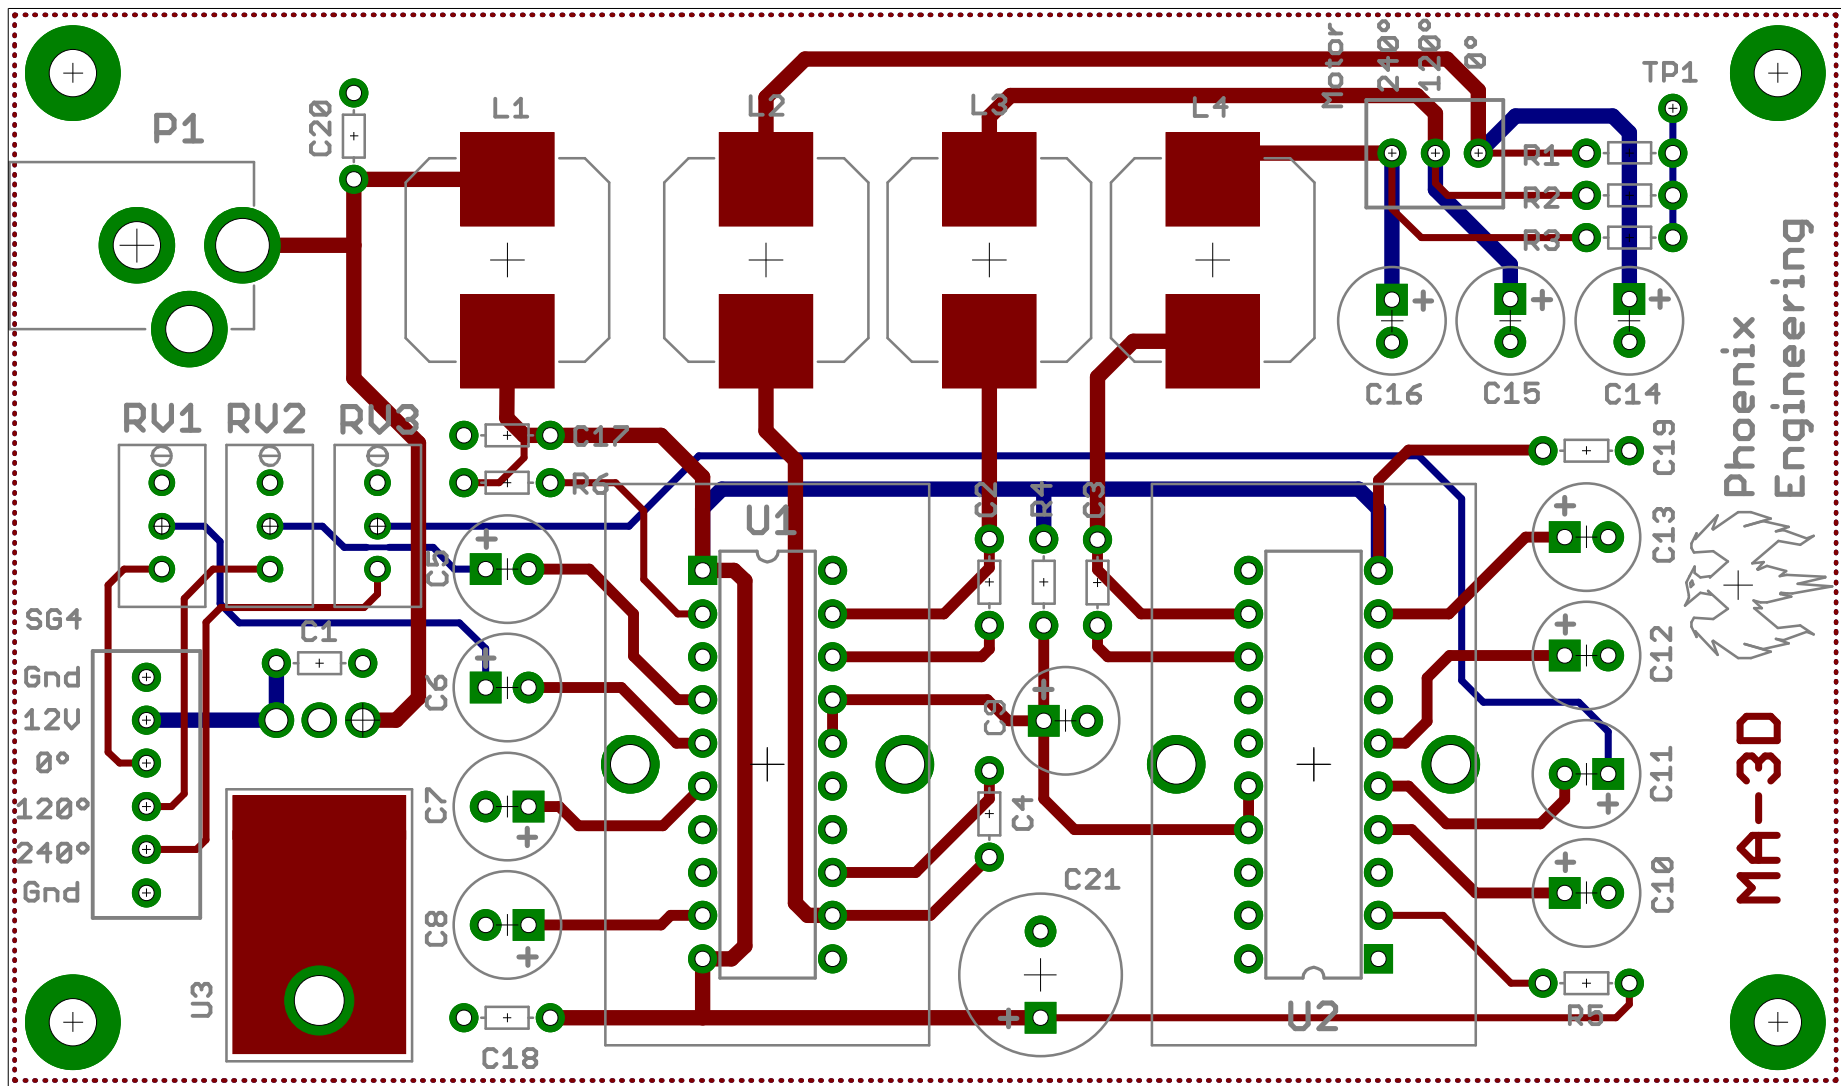 Motor
240°
120°
0°
TP1
P1
C20
L1
L2
L3
L4
R1
R2
R3
C16
C15
C14
Phoenix
Engineering
RV1
RV2
RV3
C17
R6
C19
U1
C2
R4
C3
C13
C5
SG4
C1
C12
Gnd
12V
0°
120°
240°
Gnd
C6
C9
MA-3D
C11
C7
C4
C10
C8
C21
U3
C18
U2
R5
+
+
+
+
+
+
+
+
+
+
+
+
+